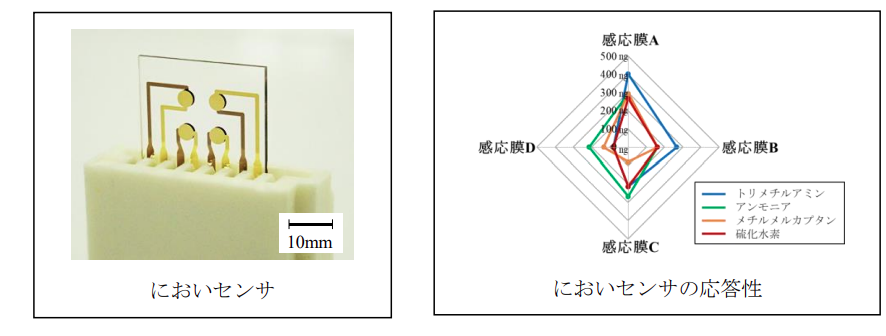 10mm
においセンサ
感応膜A
500 ng
400 ng
300 ng
200 ng
100 ng
ng
感応膜D
感応膜B
トリメチルアミン
アンモニア
メチルメルカプタン
硫化水素
感応膜C
においセンサの応答性